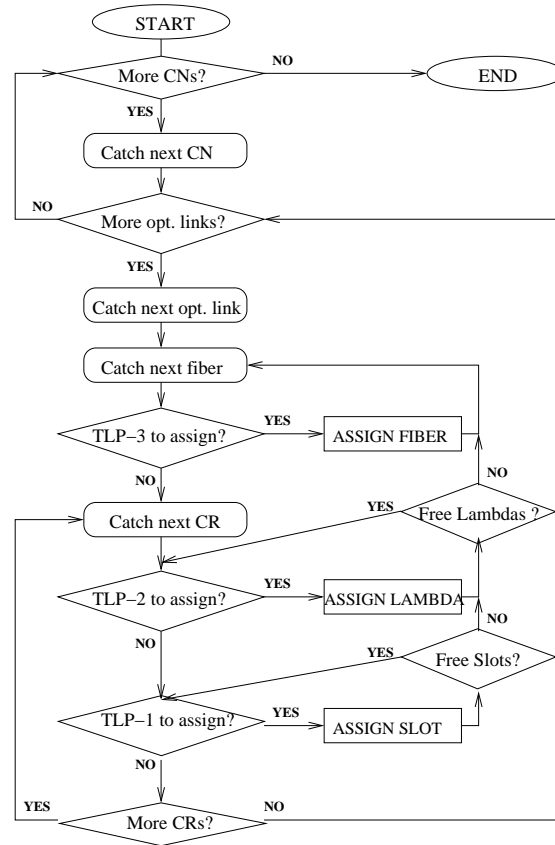 START
More CNs?
NO
END
YES
Catch next CN
NO
More opt. links?
YES
Catch next opt. link
Catch next fiber
TLP−3 to assign?
YES
ASSIGN FIBER
NO
NO
Catch next CR
YES
Free Lambdas ?
TLP−2 to assign?
YES
ASSIGN LAMBDA
NO
NO
YES
Free Slots?
TLP−1 to assign?
YES
ASSIGN SLOT
NO
YES
More CRs?
NO